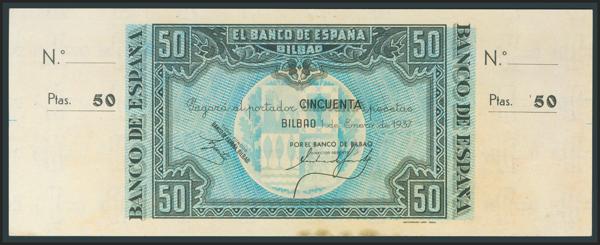 N.º
Ptas. 50
BANCO DE ESPAÑA
50 EL BANCO DE ESPAÑA 50
BILBAO
Pagará al portador CINCUENTA pesetas
BILBAO 1 de Enero de 1937
POR EL BANCO DE BILBAO
50 50
BANCO DE ESPAÑA
N.º
Ptas. 50